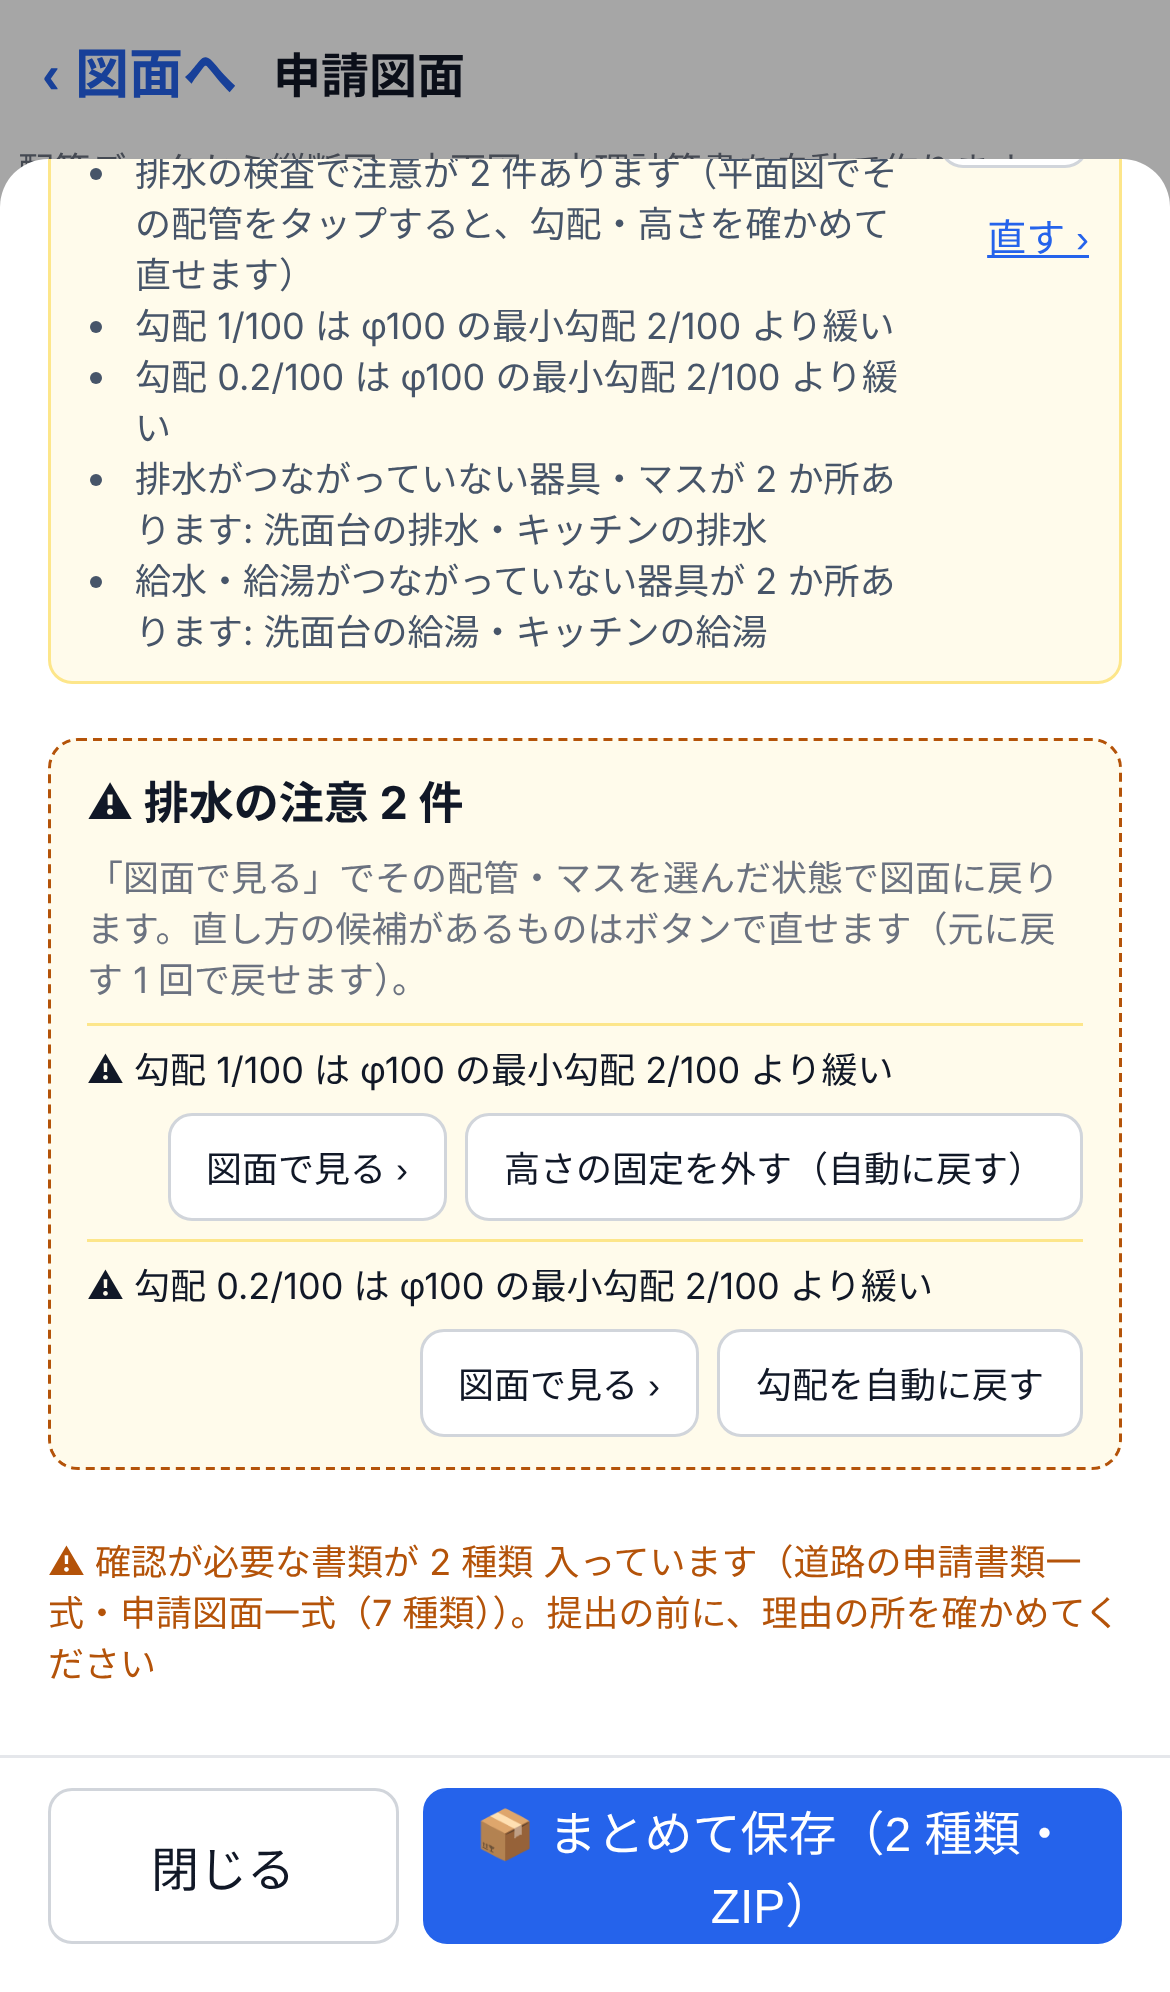 ‹ 図面へ 申請図面
排水の検査で注意が 2 件あります（平面図でそ
の配管をタップすると、勾配・高さを確かめて
直せます）
直す ›
勾配 1/100 は φ100 の最小勾配 2/100 より緩い
勾配 0.2/100 は φ100 の最小勾配 2/100 より緩
い
排水がつながっていない器具・マスが 2 か所あ
ります: 洗面台の排水・キッチンの排水
給水・給湯がつながっていない器具が 2 か所あ
ります: 洗面台の給湯・キッチンの給湯
⚠ 排水の注意 2 件
「図面で見る」でその配管・マスを選んだ状態で図面に戻り
ます。直し方の候補があるものはボタンで直せます（元に戻
す 1 回で戻せます）。
⚠ 勾配 1/100 は φ100 の最小勾配 2/100 より緩い
図面で見る › 高さの固定を外す（自動に戻す）
⚠ 勾配 0.2/100 は φ100 の最小勾配 2/100 より緩い
図面で見る › 勾配を自動に戻す
⚠ 確認が必要な書類が 2 種類 入っています（道路の申請書類一
式・申請図面一式（7 種類））。提出の前に、理由の所を確かめてく
ださい
閉じる
📦 まとめて保存（2 種類・
ZIP）